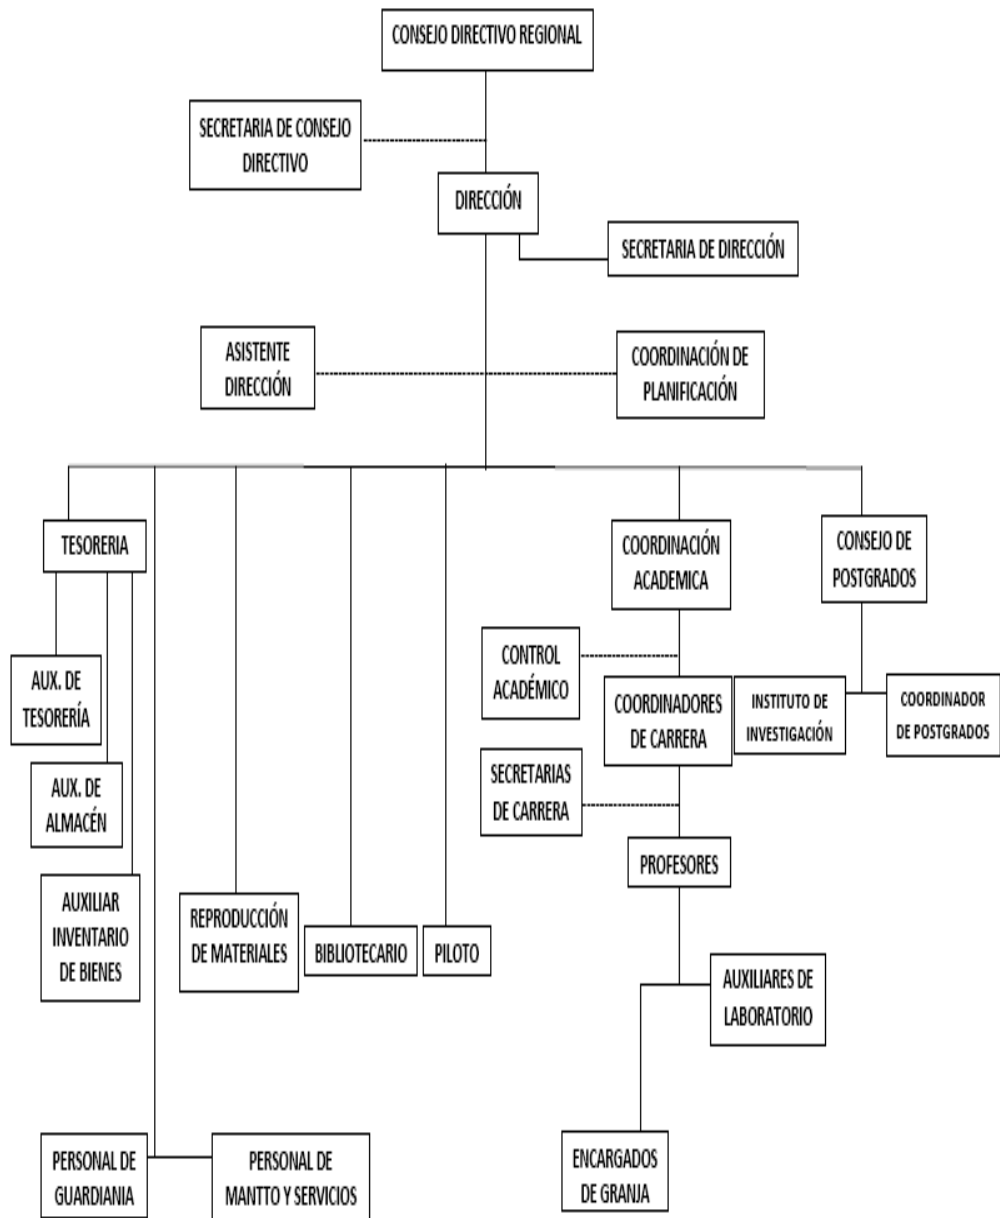 CONSEJO DIRECTIVO REGIONAL
SECRETARIA DE CONSEJO
DIRECTIVO
DIRECCIÓN
SECRETARIA DE DIRECCIÓN
ASISTENTE
DIRECCIÓN
COORDINACIÓN DE
PLANIFICACIÓN
TESORERIA
COORDINACIÓN
ACADEMICA
CONSEJO DE
POSTGRADOS
CONTROL
ACADÉMICO
AUX. DE
TESORERÍA
COORDINADORES
DE CARRERA
INSTITUTO DE
INVESTIGACIÓN
COORDINADOR
DE POSTGRADOS
AUX. DE
ALMACÉN
SECRETARIAS
DE CARRERA
PROFESORES
AUXILIAR
INVENTARIO
DE BIENES
REPRODUCCIÓN
DE MATERIALES
BIBLIOTECARIO
PILOTO
AUXILIARES DE
LABORATORIO
PERSONAL DE
GUARDIANIA
PERSONAL DE
MANTTO Y SERVICIOS
ENCARGADOS
DE GRANJA